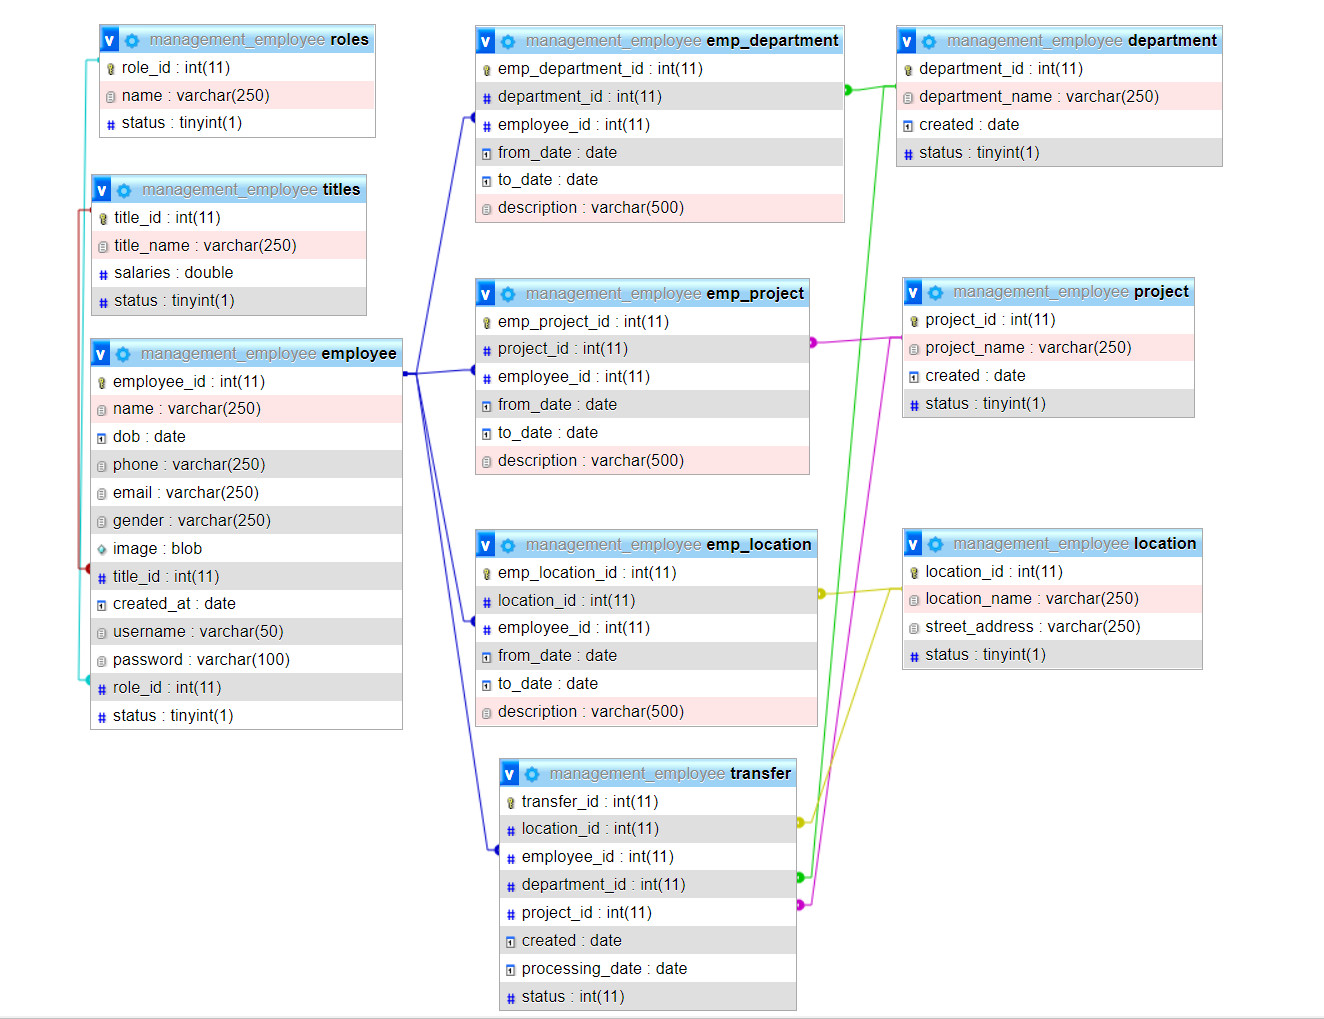 v management_employee roles
role_id : int(11)
name : varchar(250)
# status : tinyint(1)
v management_employee titles
title_id : int(11)
title_name : varchar(250)
# salaries : double
# status : tinyint(1)
v management_employee employee
employee_id : int(11)
name : varchar(250)
dob : date
phone : varchar(250)
email : varchar(250)
gender : varchar(250)
image : blob
# title_id : int(11)
created_at : date
username : varchar(50)
password : varchar(100)
# role_id : int(11)
# status : tinyint(1)
v management_employee emp_department
emp_department_id : int(11)
# department_id : int(11)
# employee_id : int(11)
from_date : date
to_date : date
description : varchar(500)
v management_employee emp_project
emp_project_id : int(11)
# project_id : int(11)
# employee_id : int(11)
from_date : date
to_date : date
description : varchar(500)
v management_employee emp_location
emp_location_id : int(11)
# location_id : int(11)
# employee_id : int(11)
from_date : date
to_date : date
description : varchar(500)
v management_employee transfer
transfer_id : int(11)
# location_id : int(11)
# employee_id : int(11)
# department_id : int(11)
# project_id : int(11)
created : date
processing_date : date
# status : int(11)
v management_employee department
department_id : int(11)
department_name : varchar(250)
created : date
# status : tinyint(1)
v management_employee project
project_id : int(11)
project_name : varchar(250)
created : date
# status : tinyint(1)
v management_employee location
location_id : int(11)
location_name : varchar(250)
street_address : varchar(250)
# status : tinyint(1)